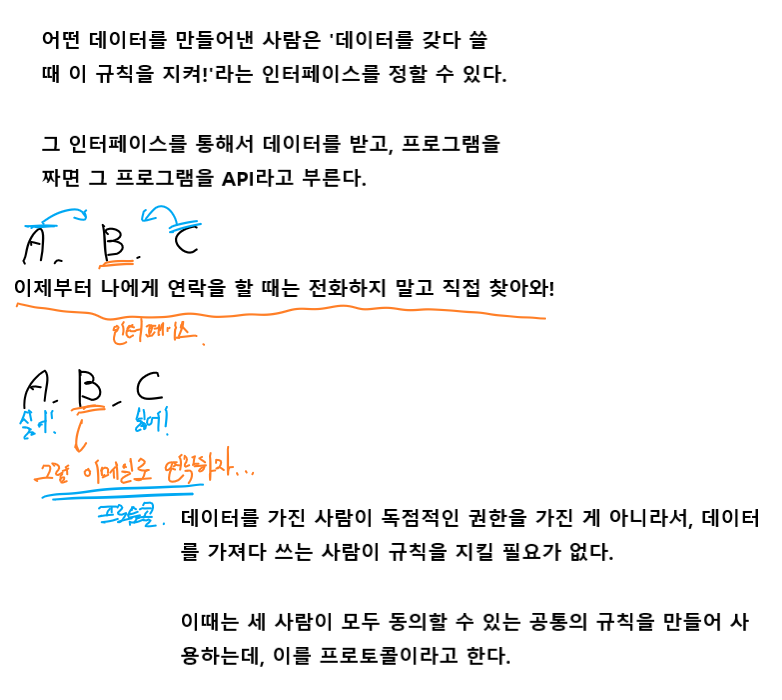 어떤 데이터를 만들어낸 사람은 '데이터를 갖다 쓸
때 이 규칙을 지켜!'라는 인터페이스를 정할 수 있다.
그 인터페이스를 통해서 데이터를 받고, 프로그램을
짜면 그 프로그램을 API라고 부른다.
A. B. C
이제부터 나에게 연락을 할 때는 전화하지 말고 직접 찾아와!
인터페이스.
A. B. C
싫어! 싫어!
그럼 이메일로 연락하자...
프로토콜.
데이터를 가진 사람이 독점적인 권한을 가진 게 아니라서, 데이터
를 가져다 쓰는 사람이 규칙을 지킬 필요가 없다.
이때는 세 사람이 모두 동의할 수 있는 공통의 규칙을 만들어 사
용하는데, 이를 프로토콜이라고 한다.